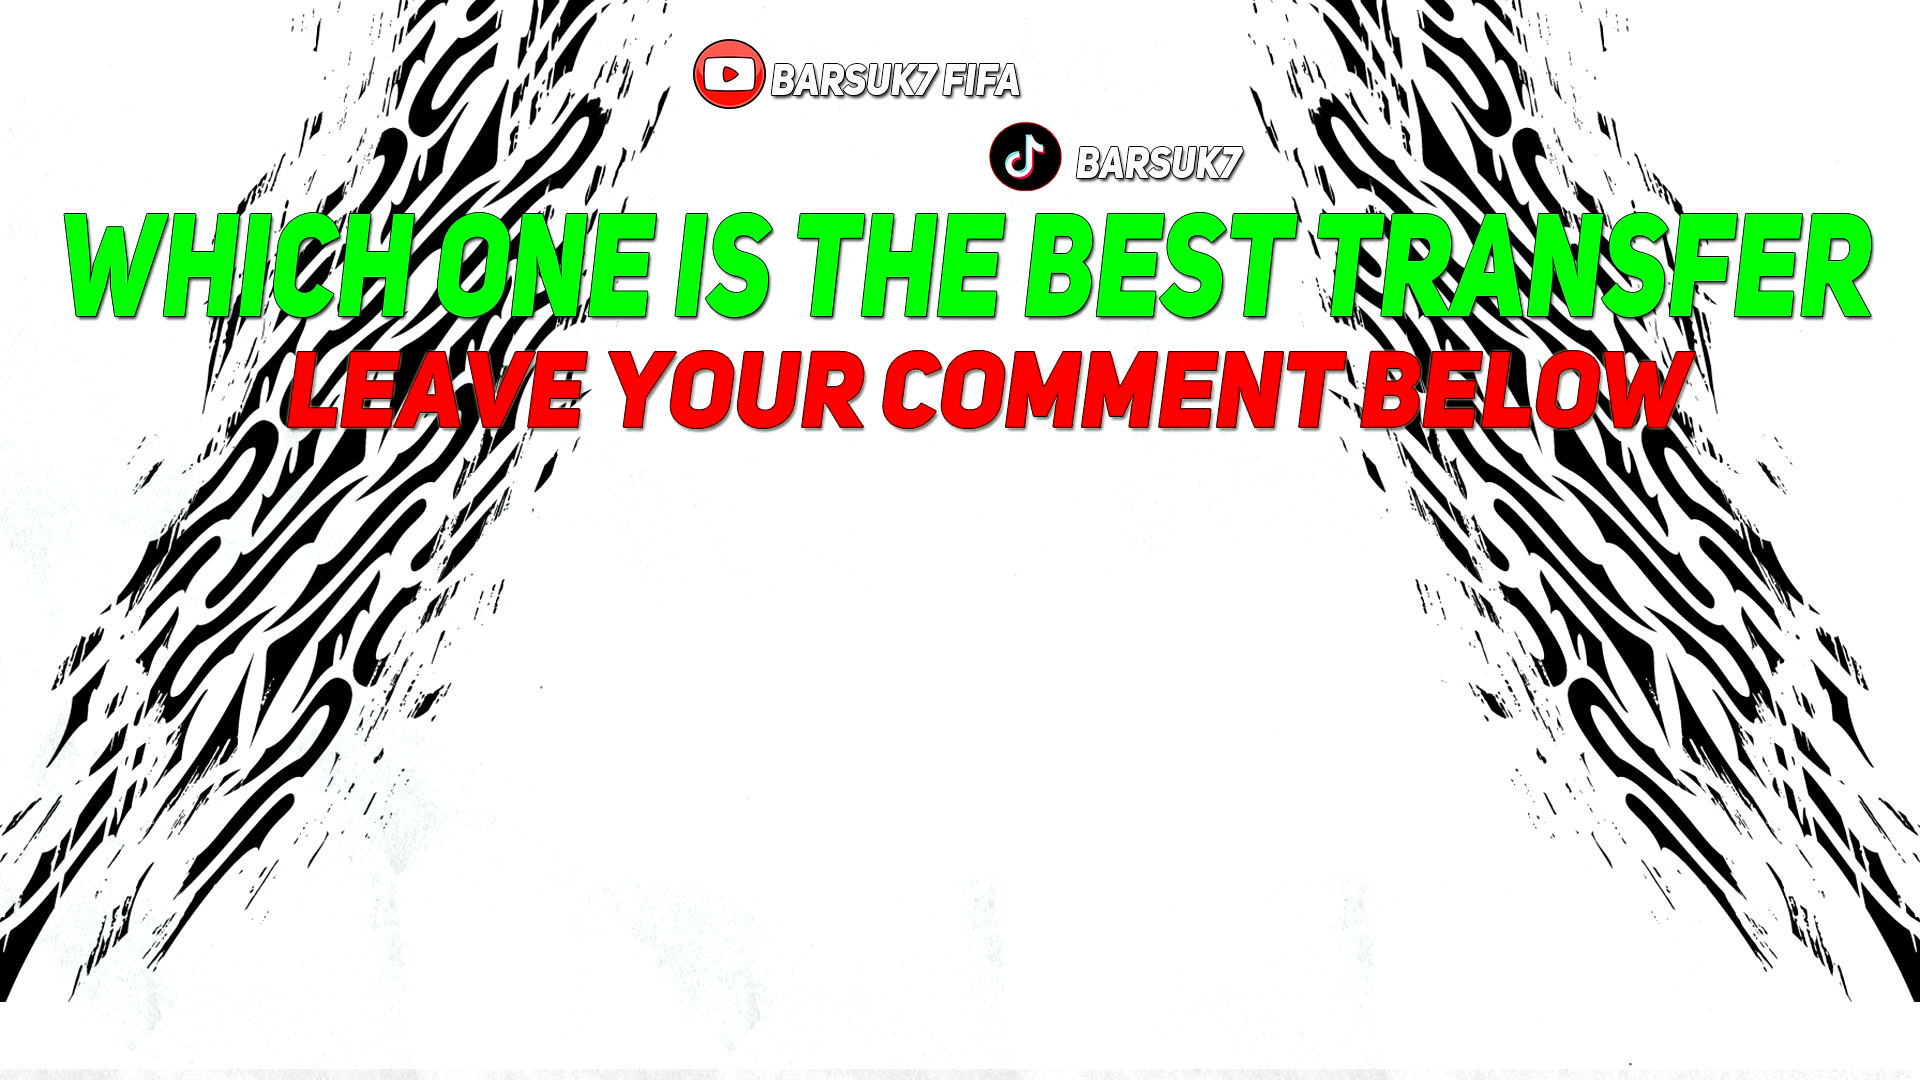 BARSUK7 FIFA
BARSUK7
WHICH ONE IS THE BEST TRANSFER
LEAVE YOUR COMMENT BELOW